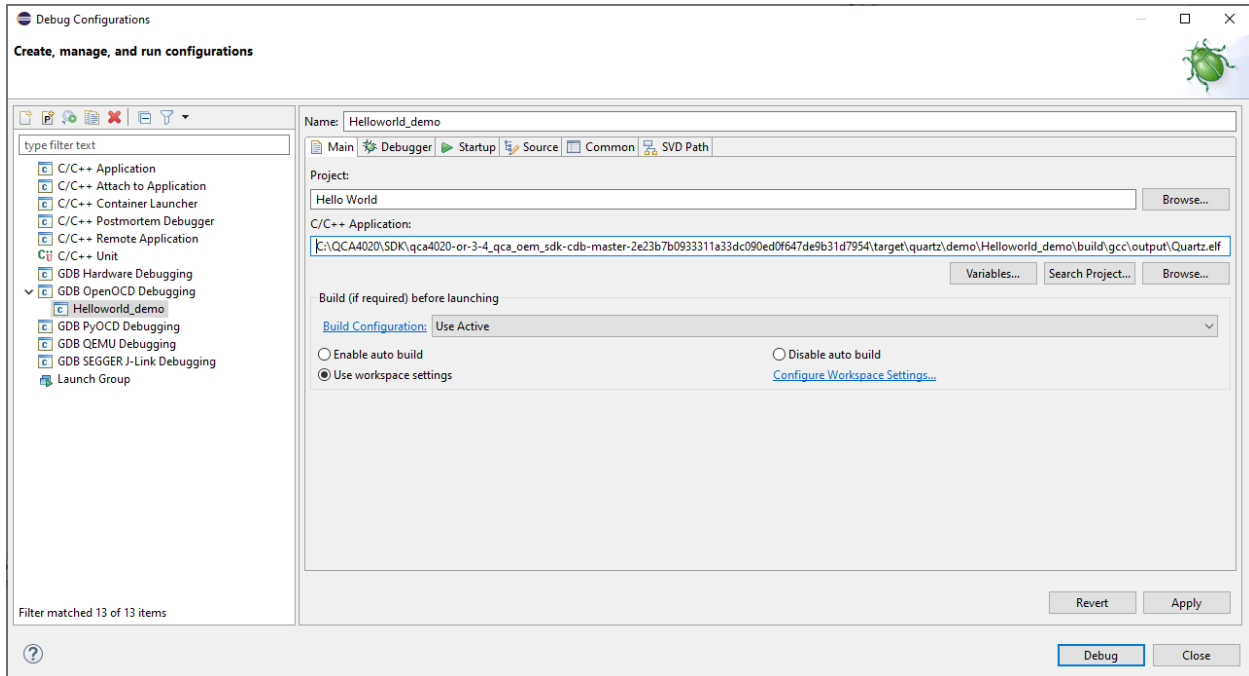 Debug Configurations
Create, manage, and run configurations
type filter text
C/C++ Application
C/C++ Attach to Application
C/C++ Container Launcher
C/C++ Postmortem Debugger
C/C++ Remote Application
C/C++ Unit
GDB Hardware Debugging
GDB OpenOCD Debugging
Helloworld_demo
GDB PyOCD Debugging
GDB QEMU Debugging
GDB SEGGER J-Link Debugging
Launch Group
Filter matched 13 of 13 items
Name: Helloworld_demo
Main Debugger Startup Source Common SVD Path
Project:
Hello World Browse...
C/C++ Application:
C:\QCA4020\SDK\qca4020-or-3-4_qca_oem_sdk-cdb-master-2e23b7b0933311a33dc090ed0f647de9b31d7954\target\quartz\demo\Helloworld_demo\build\gcc\output\Quartz.elf
Variables... Search Project... Browse...
Build (if required) before launching
Build Configuration: Use Active
Enable auto build Disable auto build
Use workspace settings Configure Workspace Settings...
Revert Apply
Debug Close